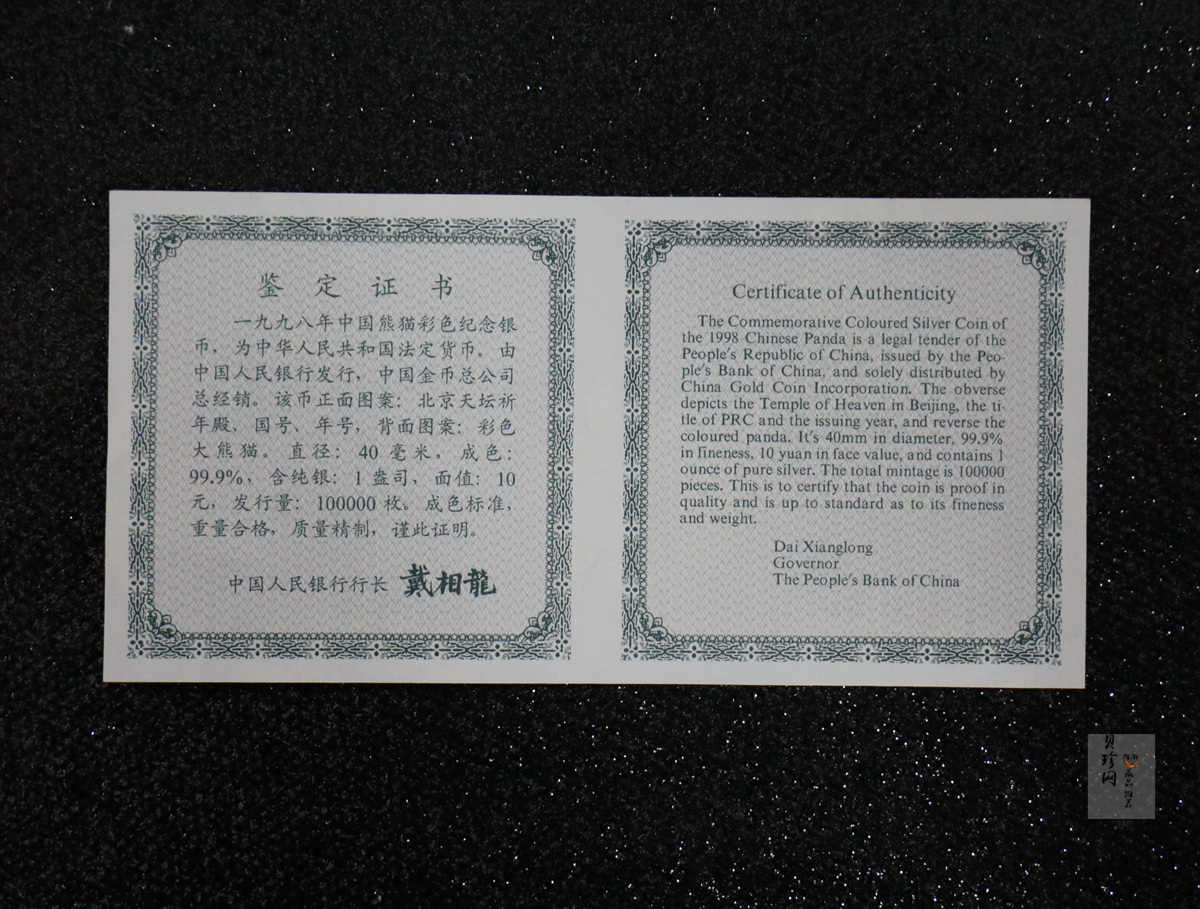 鉴定证书
一九九八年中国熊猫彩色纪念银
币，为中华人民共和国法定货币。由
中国人民银行发行，中国金币总公司
总经销。该币正面图案：北京天坛祈
年殿、国号、年号，背面图案：彩色
大熊猫。直径：40毫米，成色：
99.9%，含纯银：1盎司，面值：10
元，发行量：100000枚。成色标准，
重量合格，质量精制，谨此证明。
中国人民银行行长 戴相龍
Certificate of Authenticity
The Commemorative Coloured Silver Coin of
the 1998 Chinese Panda is a legal tender of the
People's Republic of China, issued by the Peo-
ple's Bank of China, and solely distributed by
China Gold Coin Incorporation. The obverse
depicts the Temple of Heaven in Beijing, the ti-
tle of PRC and the issuing year, and reverse the
coloured panda. It's 40mm in diameter, 99.9%
in fineness, 10 yuan in face value, and contains 1
ounce of pure silver. The total mintage is 100000
pieces. This is to certify that the coin is proof in
quality and is up to standard as to its fineness
and weight.
Dai Xianglong
Governor
The People's Bank of China
珍网
藏品推荐